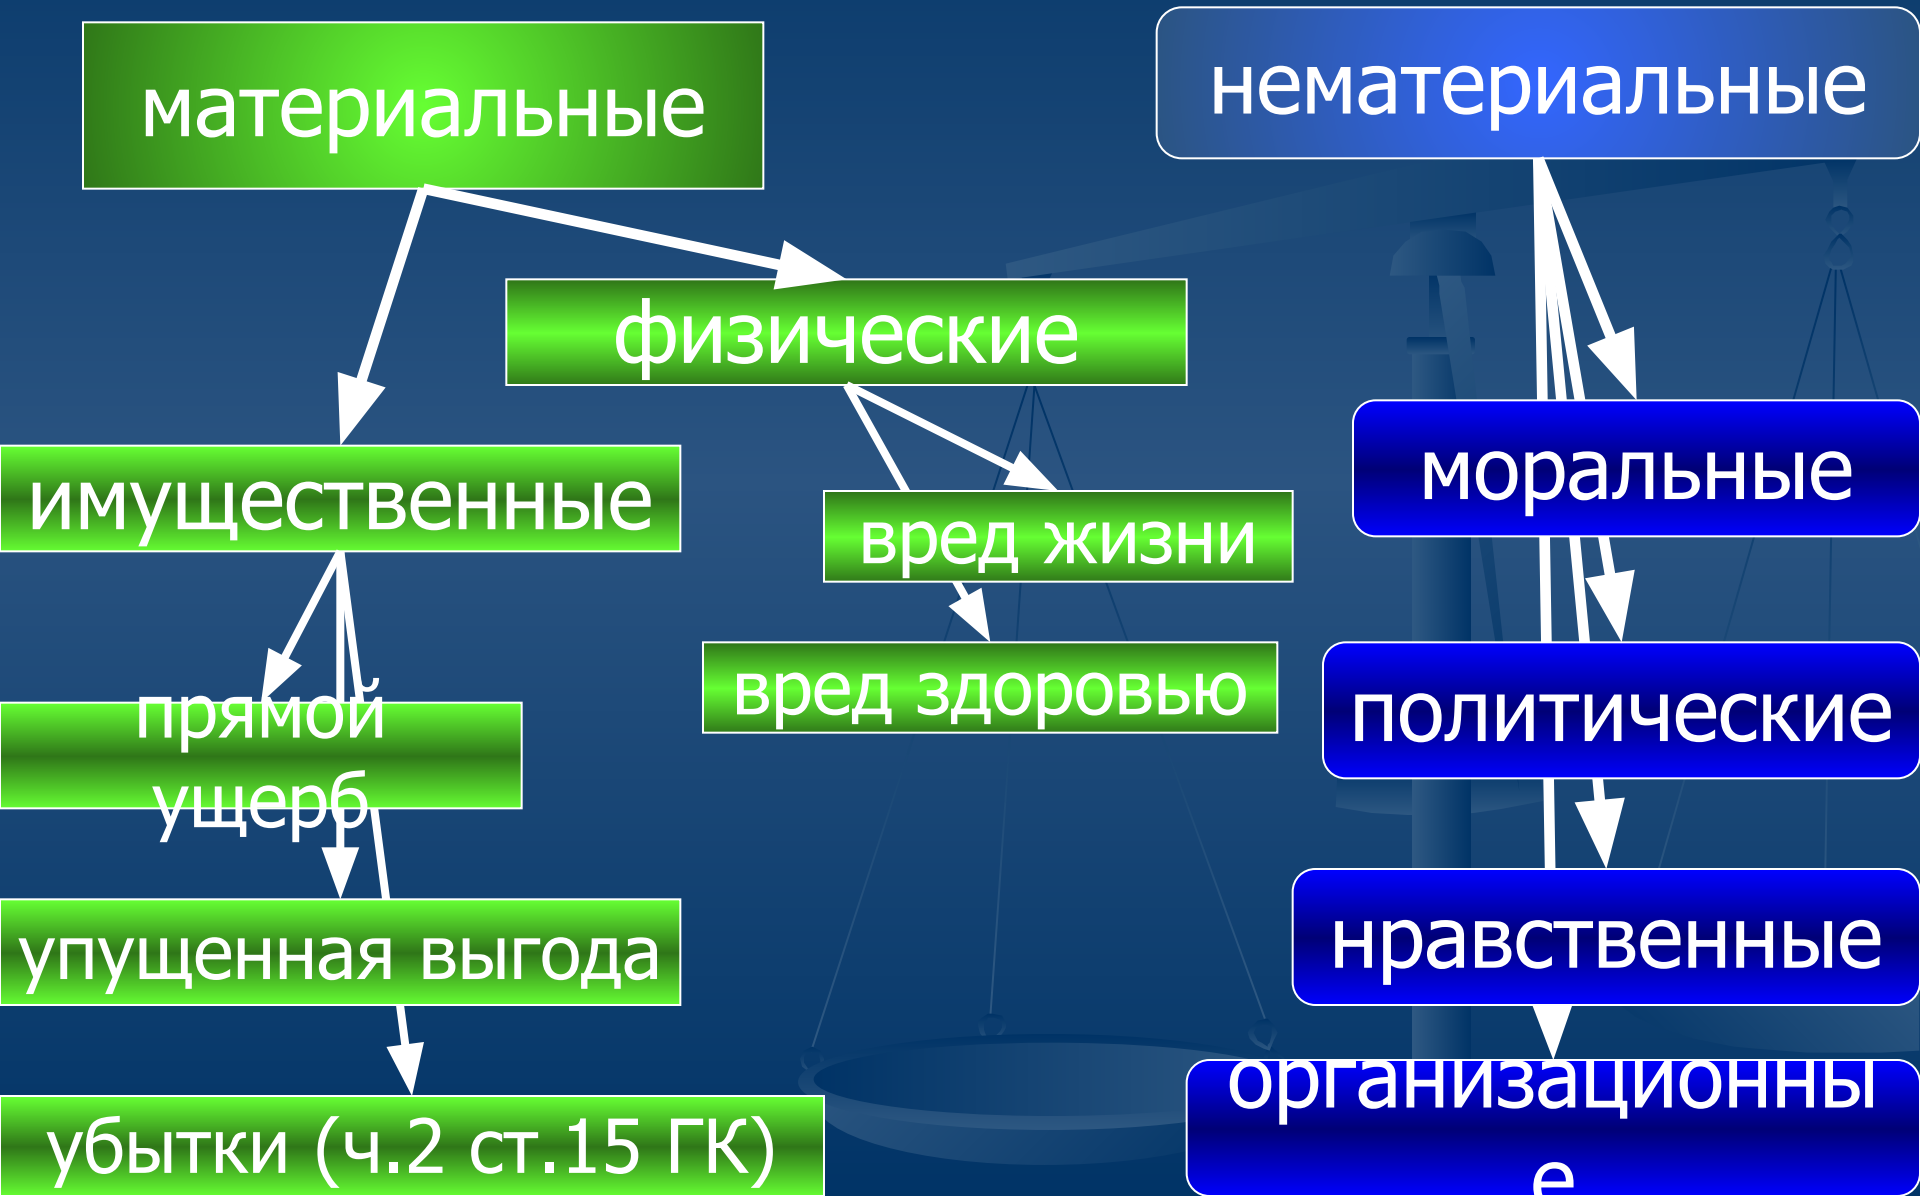 материальные
нематериальные
физические
имущественные
моральные
вред жизни
вред здоровью
политические
прямой
ущерб
упущенная выгода
нравственные
убытки (ч.2 ст.15 ГК)
организационны
е